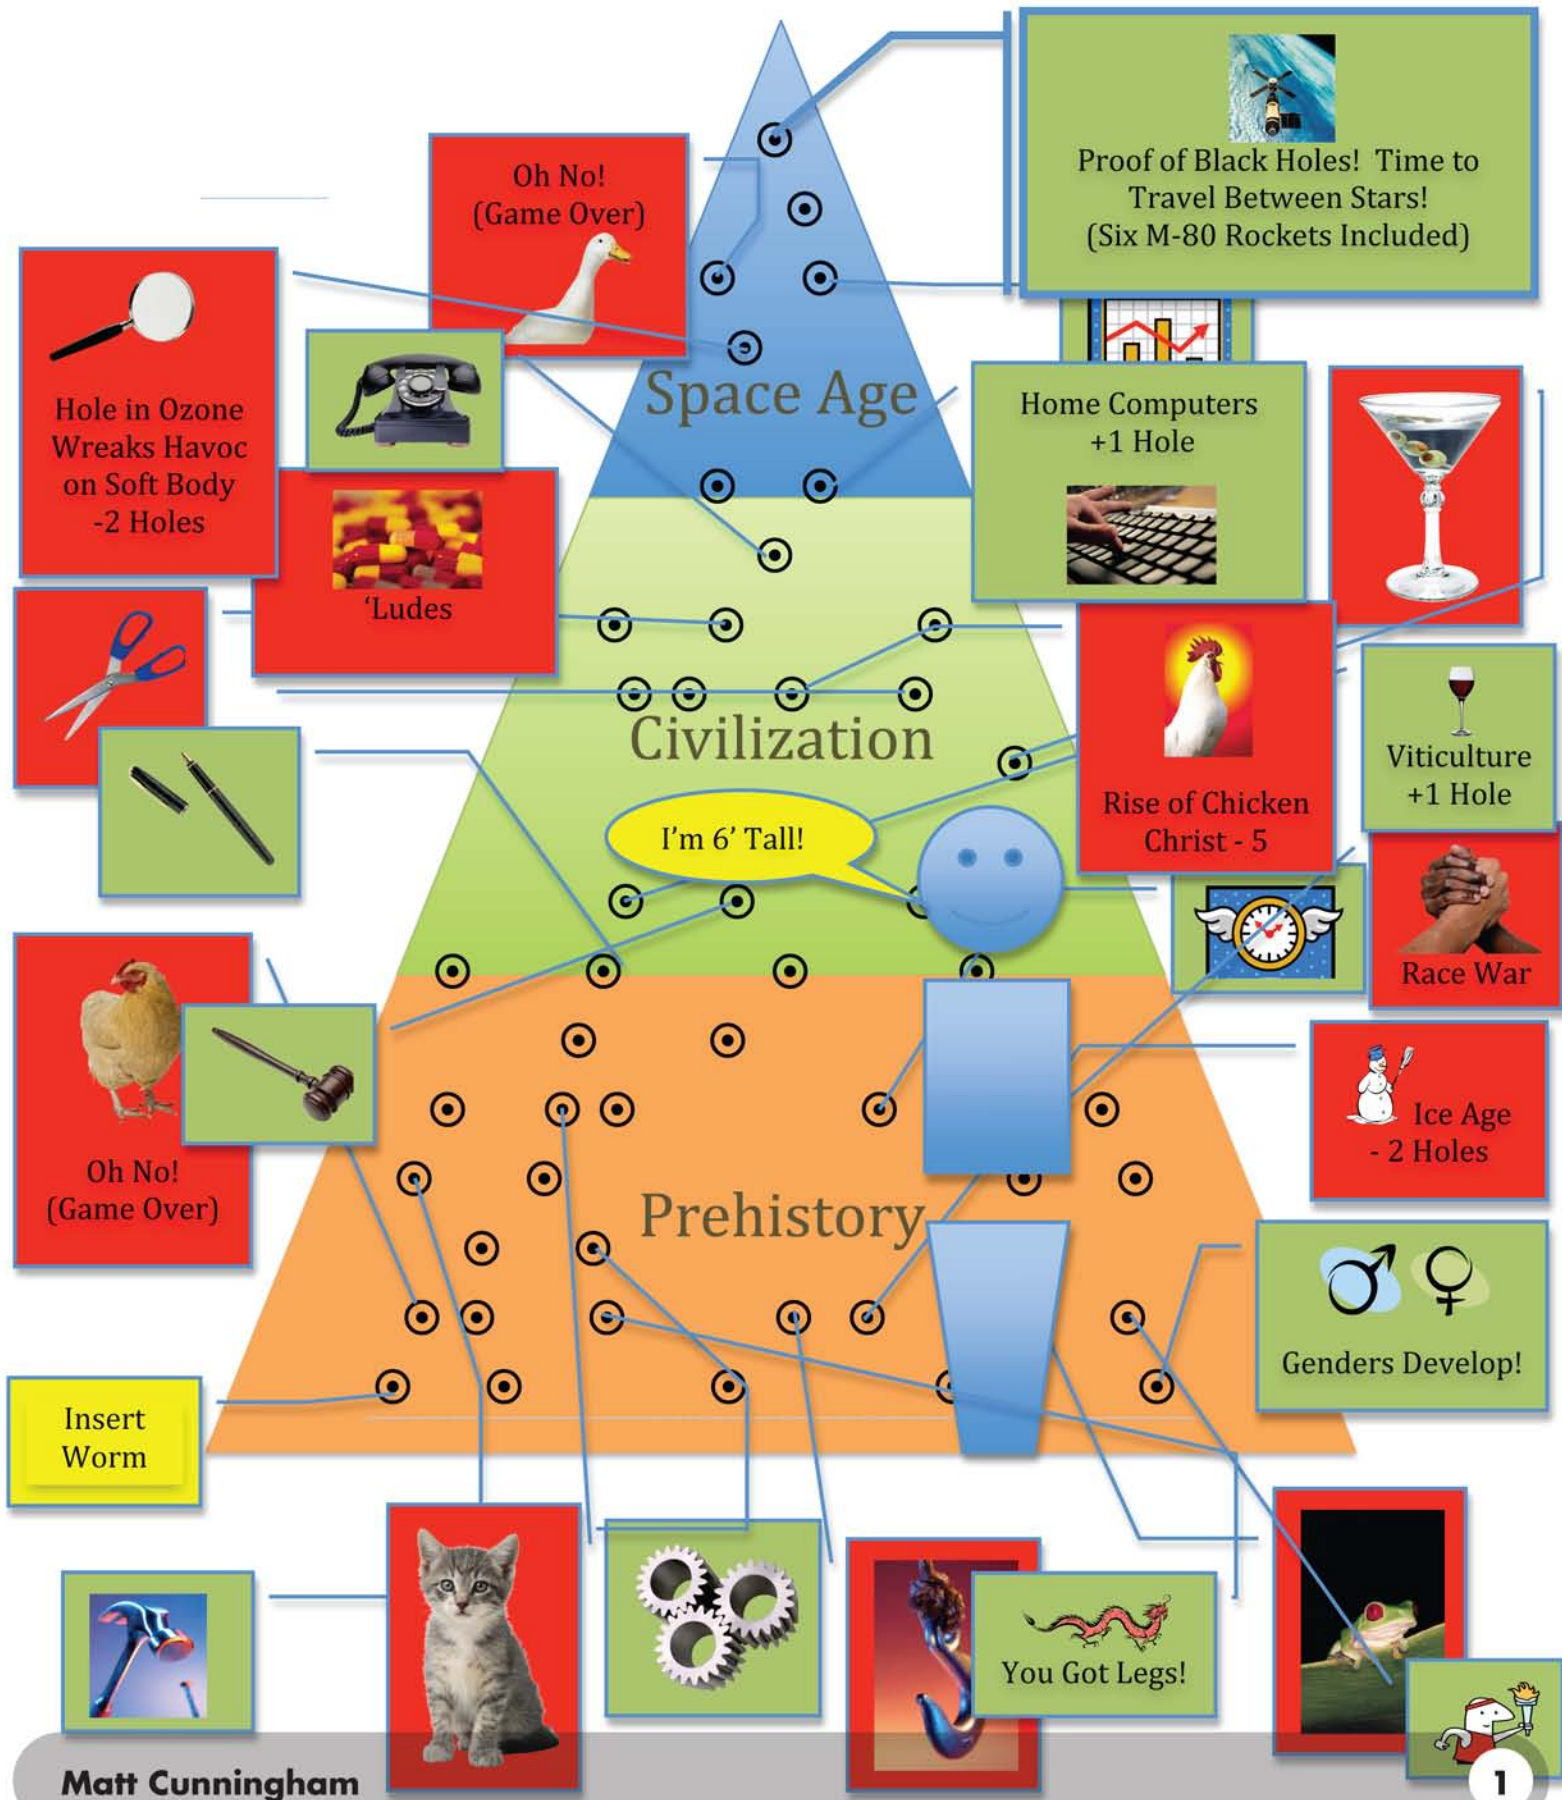 Proof of Black Holes! Time to
Travel Between Stars!
(Six M-80 Rockets Included)
Oh No!
(Game Over)
Hole in Ozone
Wreaks Havoc
on Soft Body
-2 Holes
Space Age
Home Computers
+1 Hole
‘Ludes
Civilization
Rise of Chicken
Christ - 5
Viticulture
+1 Hole
I’m 6’ Tall!
Race War
Oh No!
(Game Over)
Ice Age
- 2 Holes
Prehistory
Genders Develop!
Insert
Worm
You Got Legs!
Matt Cunningham
1